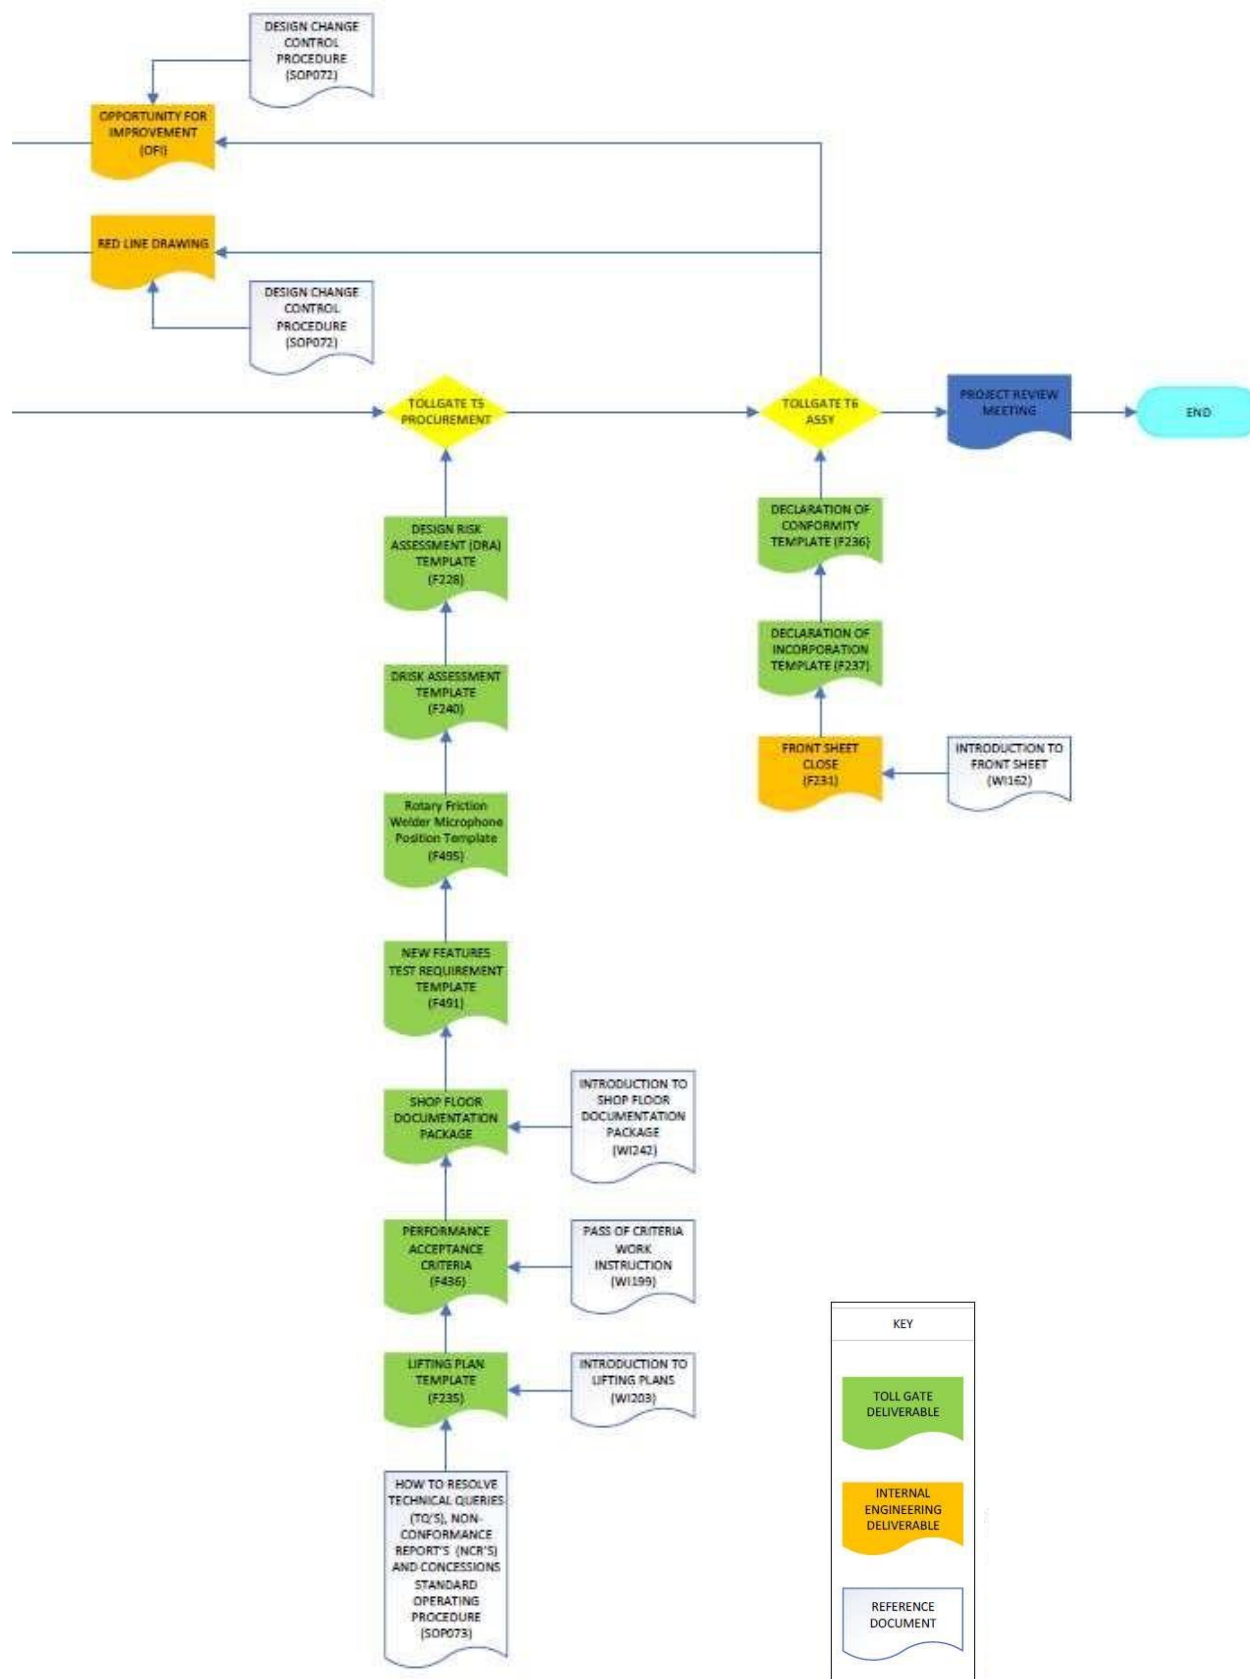 DESIGN CHANGE
CONTROL
PROCEDURE
(SOP072)
OPPORTUNITY FOR
IMPROVEMENT
(OFI)
RED LINE DRAWING
DESIGN CHANGE
CONTROL
PROCEDURE
(SOP072)
TOLLGATE T5
PROCUREMENT
TOLLGATE T6
ASSY
PROJECT REVIEW
MEETING
END
DESIGN RISK
ASSESSMENT (DRA)
TEMPLATE
(F228)
DRISK ASSESSMENT
TEMPLATE
(F240)
Rotary Friction
Welder Microphone
Position Template
(F495)
NEW FEATURES
TEST REQUIREMENT
TEMPLATE
(F491)
SHOP FLOOR
DOCUMENTATION
PACKAGE
INTRODUCTION TO
SHOP FLOOR
DOCUMENTATION
PACKAGE
(WI242)
PERFORMANCE
ACCEPTANCE
CRITERIA
(F436)
PASS OF CRITERIA
WORK
INSTRUCTION
(WI199)
LIFTING PLAN
TEMPLATE
(F235)
INTRODUCTION TO
LIFTING PLANS
(WI203)
HOW TO RESOLVE
TECHNICAL QUERIES
(TQ'S), NON-
CONFORMANCE
REPORT'S (NCR'S)
AND CONCESSIONS
STANDARD
OPERATING
PROCEDURE
(SOP073)
DECLARATION OF
CONFORMITY
TEMPLATE (F236)
DECLARATION OF
INCORPORATION
TEMPLATE (F237)
FRONT SHEET
CLOSE
(F231)
INTRODUCTION TO
FRONT SHEET
(WI162)
KEY
TOLL GATE
DELIVERABLE
INTERNAL
ENGINEERING
DELIVERABLE
REFERENCE
DOCUMENT